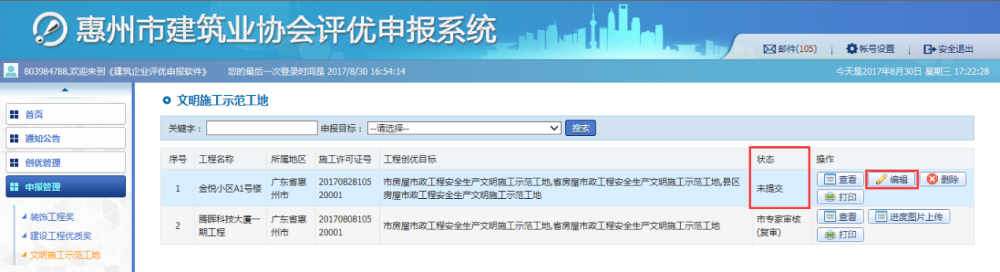 惠州市建筑业协会评优申报系统
邮件(105) | 帐号设置 | 安全退出
803984788,欢迎来到《建筑企业评优申报软件》 您的最后一次登录时间是 2017/8/30 16:54:14
今天是2017年8月30日 星期三 17:22:28
首页
通知公告
创优管理
申报管理
装饰工程奖
建设工程优质奖
文明施工示范工地
文明施工示范工地
关键字： 申报目标： --请选择-- 搜索
序号 工程名称 所属地区 施工许可证号 工程创优目标 状态 操作
1 金悦小区A1号楼 广东省惠州市 2017082810520001 市房屋市政工程安全生产文明施工示范工地,省房屋市政工程安全生产文明施工示范工地,县区
房屋市政工程安全生产文明施工示范工地 未提交 查看 编辑 删除
打印
2 腾晖科技大厦一
期工程 广东省惠
州市 20170808105
20001 市房屋市政工程安全生产文明施工示范工地,省房屋市政工程安全生产文明施工示范工地 市专家审核
(复审) 查看 进度图片上传
打印